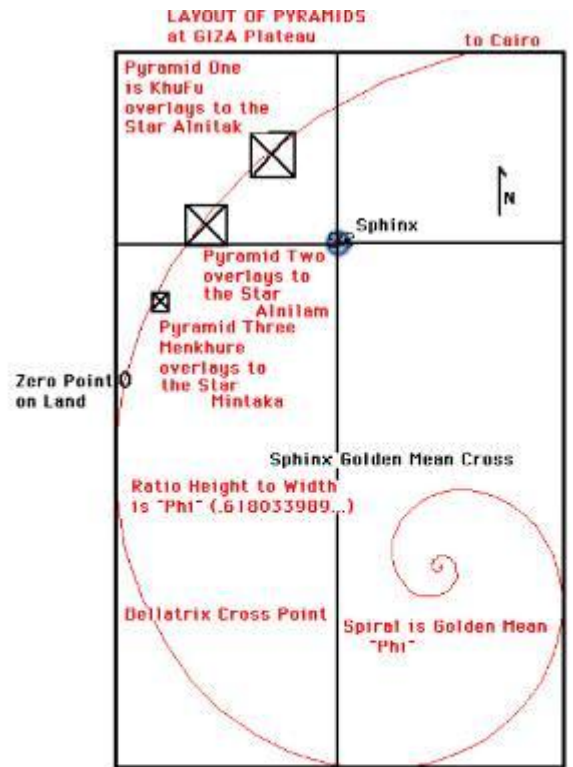 LAYOUT OF PYRAMIDS
at GIZA Plateau
to Cairo
Pyramid One
is KhuFu
overlays to the
Star Alnitak
N
Sphinx
Pyramid Two
overlays to
the Star
Alnilam
Pyramid Three
Menkhure
overlays to
the Star
Mintaka
Zero Point 0
on Land
Sphinx Golden Mean Cross
Ratio Height to Width
is "Phi" (.618033989...)
Bellatrix Cross Point
Spiral is Golden Mean
"Phi"